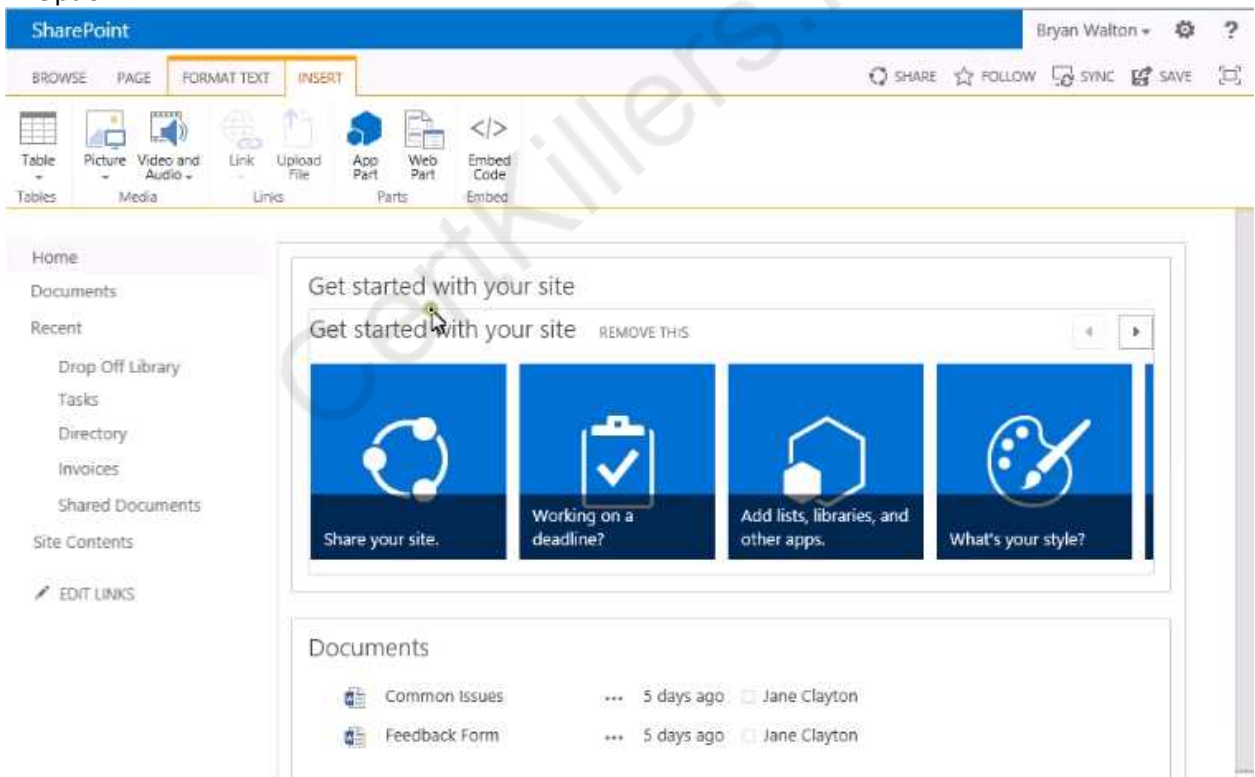 SharePoint
Bryan Walton
?
BROWSE PAGE FORMAT TEXT INSERT
SHARE FOLLOW SYNC SAVE
Table Picture Video and Audio Link Upload File App Part Web Part </> Embed Code
Tables Media Links Parts Embed
Home
Documents
Recent
Drop Off Library
Tasks
Directory
Invoices
Shared Documents
Site Contents
EDIT LINKS
Get started with your site
Get started with your site REMOVE THIS
Share your site.
Working on a
deadline?
Add lists, libraries, and
other apps.
What's your style?
Documents
Common Issues ... 5 days ago Jane Clayton
Feedback Form ... 5 days ago Jane Clayton
Certkillers.